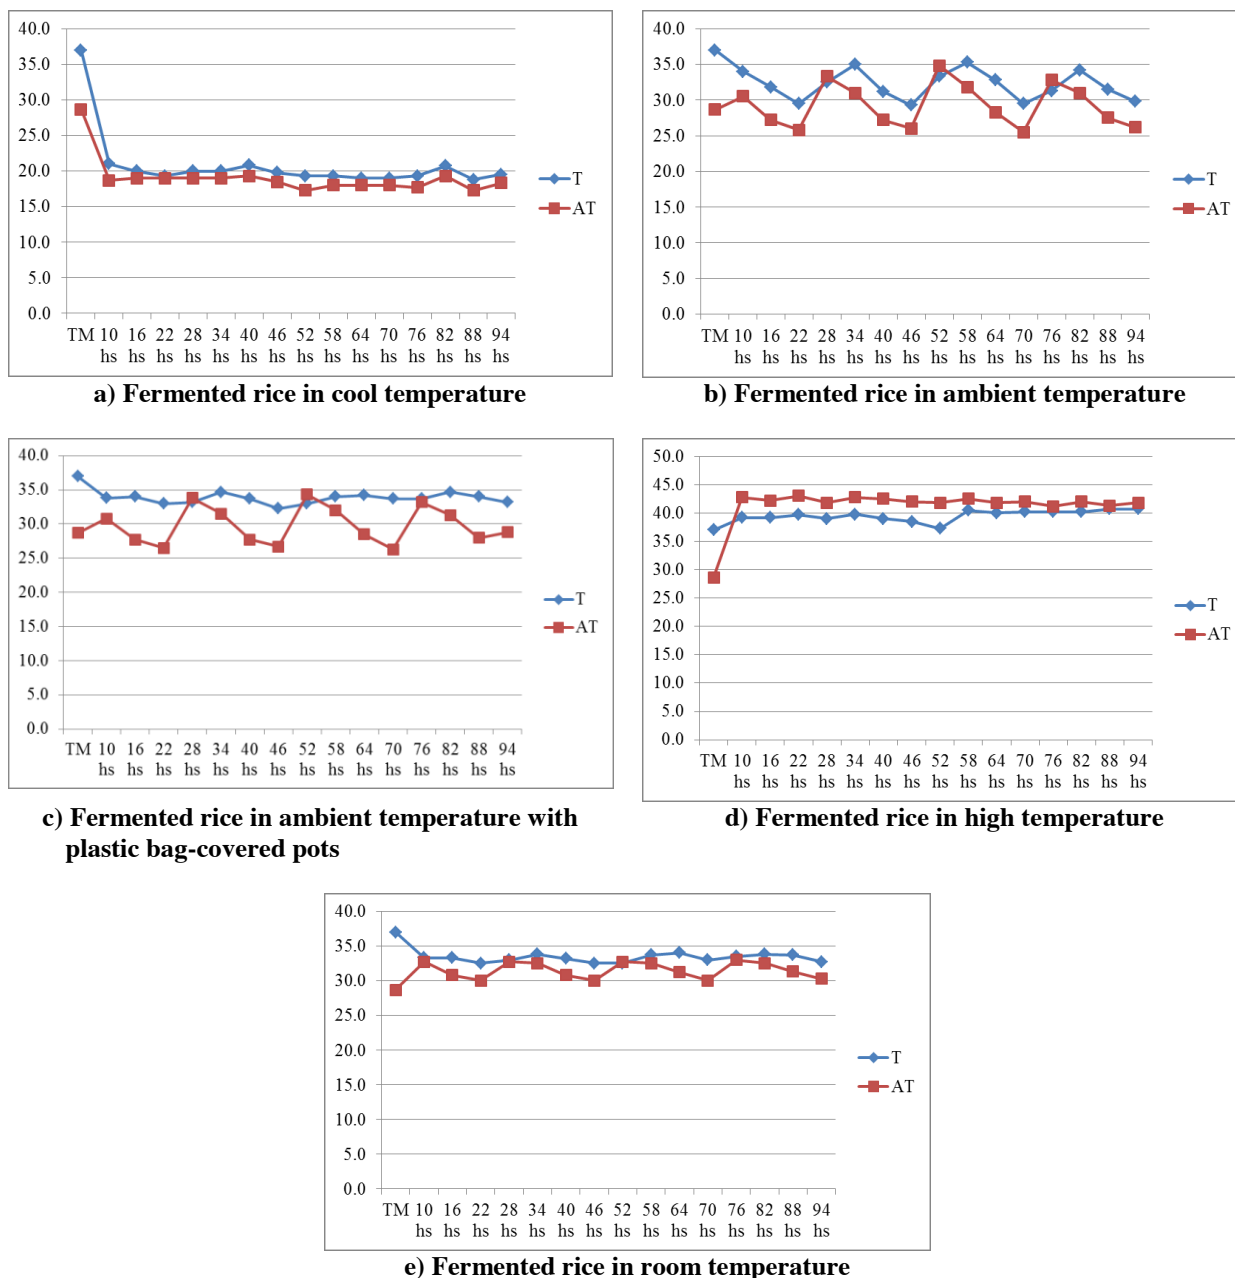 40.0
35.0
30.0
25.0
20.0
15.0
10.0
5.0
0.0
TM 10 16 22 28 34 40 46 52 58 64 70 76 82 88 94
hs hs hs hs hs hs hs hs hs hs hs hs hs hs hs
T
AT
a) Fermented rice in cool temperature
40.0
35.0
30.0
25.0
20.0
15.0
10.0
5.0
0.0
TM 10 16 22 28 34 40 46 52 58 64 70 76 82 88 94
hs hs hs hs hs hs hs hs hs hs hs hs hs hs hs
T
AT
b) Fermented rice in ambient temperature
40.0
35.0
30.0
25.0
20.0
15.0
10.0
5.0
0.0
TM 10 16 22 28 34 40 46 52 58 64 70 76 82 88 94
hs hs hs hs hs hs hs hs hs hs hs hs hs hs hs
T
AT
c) Fermented rice in ambient temperature with
plastic bag-covered pots
50.0
45.0
40.0
35.0
30.0
25.0
20.0
15.0
10.0
5.0
0.0
TM 10 16 22 28 34 40 46 52 58 64 70 76 82 88 94
hs hs hs hs hs hs hs hs hs hs hs hs hs hs hs
T
AT
d) Fermented rice in high temperature
40.0
35.0
30.0
25.0
20.0
15.0
10.0
5.0
0.0
TM 10 16 22 28 34 40 46 52 58 64 70 76 82 88 94
hs hs hs hs hs hs hs hs hs hs hs hs hs hs hs
T
AT
e) Fermented rice in room temperature